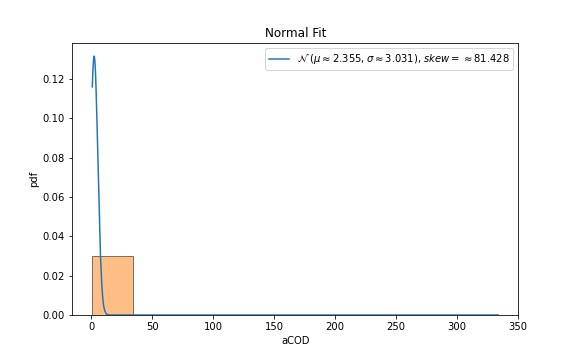 Normal Fit
𝒩(μ≈2.355, σ≈3.031), skew=≈81.428
pdf
0.12
0.10
0.08
0.06
0.04
0.02
0.00
0 50 100 150 200 250 300 350
aCOD